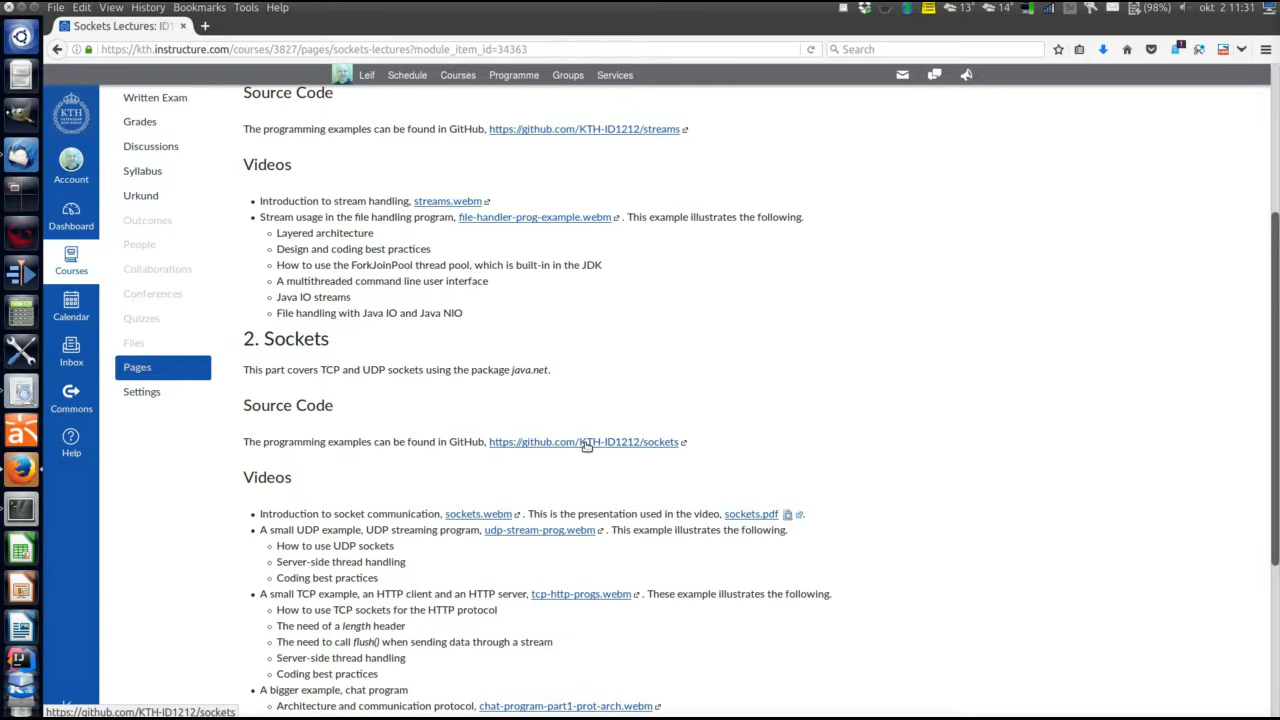 File Edit View History Bookmarks Tools Help
13° 14° (98%) okt 2 11:31
Sockets Lectures: ID1
https://kth.instructure.com/courses/3827/pages/sockets-lectures?module_item_id=34363
Search
Leif Schedule Courses Programme Groups Services
KTH
Account
Dashboard
Courses
Calendar
Inbox
Commons
Help
Written Exam
Grades
Discussions
Syllabus
Urkund
Outcomes
People
Collaborations
Conferences
Quizzes
Files
Pages
Settings
Source Code
The programming examples can be found in GitHub, https://github.com/KTH-ID1212/streams
Videos
Introduction to stream handling, streams.webm
Stream usage in the file handling program, file-handler-prog-example.webm . This example illustrates the following.
Layered architecture
Design and coding best practices
How to use the ForkJoinPool thread pool, which is built-in in the JDK
A multithreaded command line user interface
Java IO streams
File handling with Java IO and Java NIO
2. Sockets
This part covers TCP and UDP sockets using the package java.net.
Source Code
The programming examples can be found in GitHub, https://github.com/KTH-ID1212/sockets
Videos
Introduction to socket communication, sockets.webm . This is the presentation used in the video, sockets.pdf .
A small UDP example, UDP streaming program, udp-stream-prog.webm . This example illustrates the following.
How to use UDP sockets
Server-side thread handling
Coding best practices
A small TCP example, an HTTP client and an HTTP server, tcp-http-progs.webm . These example illustrates the following.
How to use TCP sockets for the HTTP protocol
The need of a length header
The need to call flush() when sending data through a stream
Server-side thread handling
Coding best practices
A bigger example, chat program
Architecture and communication protocol, chat-program-part1-prot-arch.webm
https://github.com/KTH-ID1212/sockets